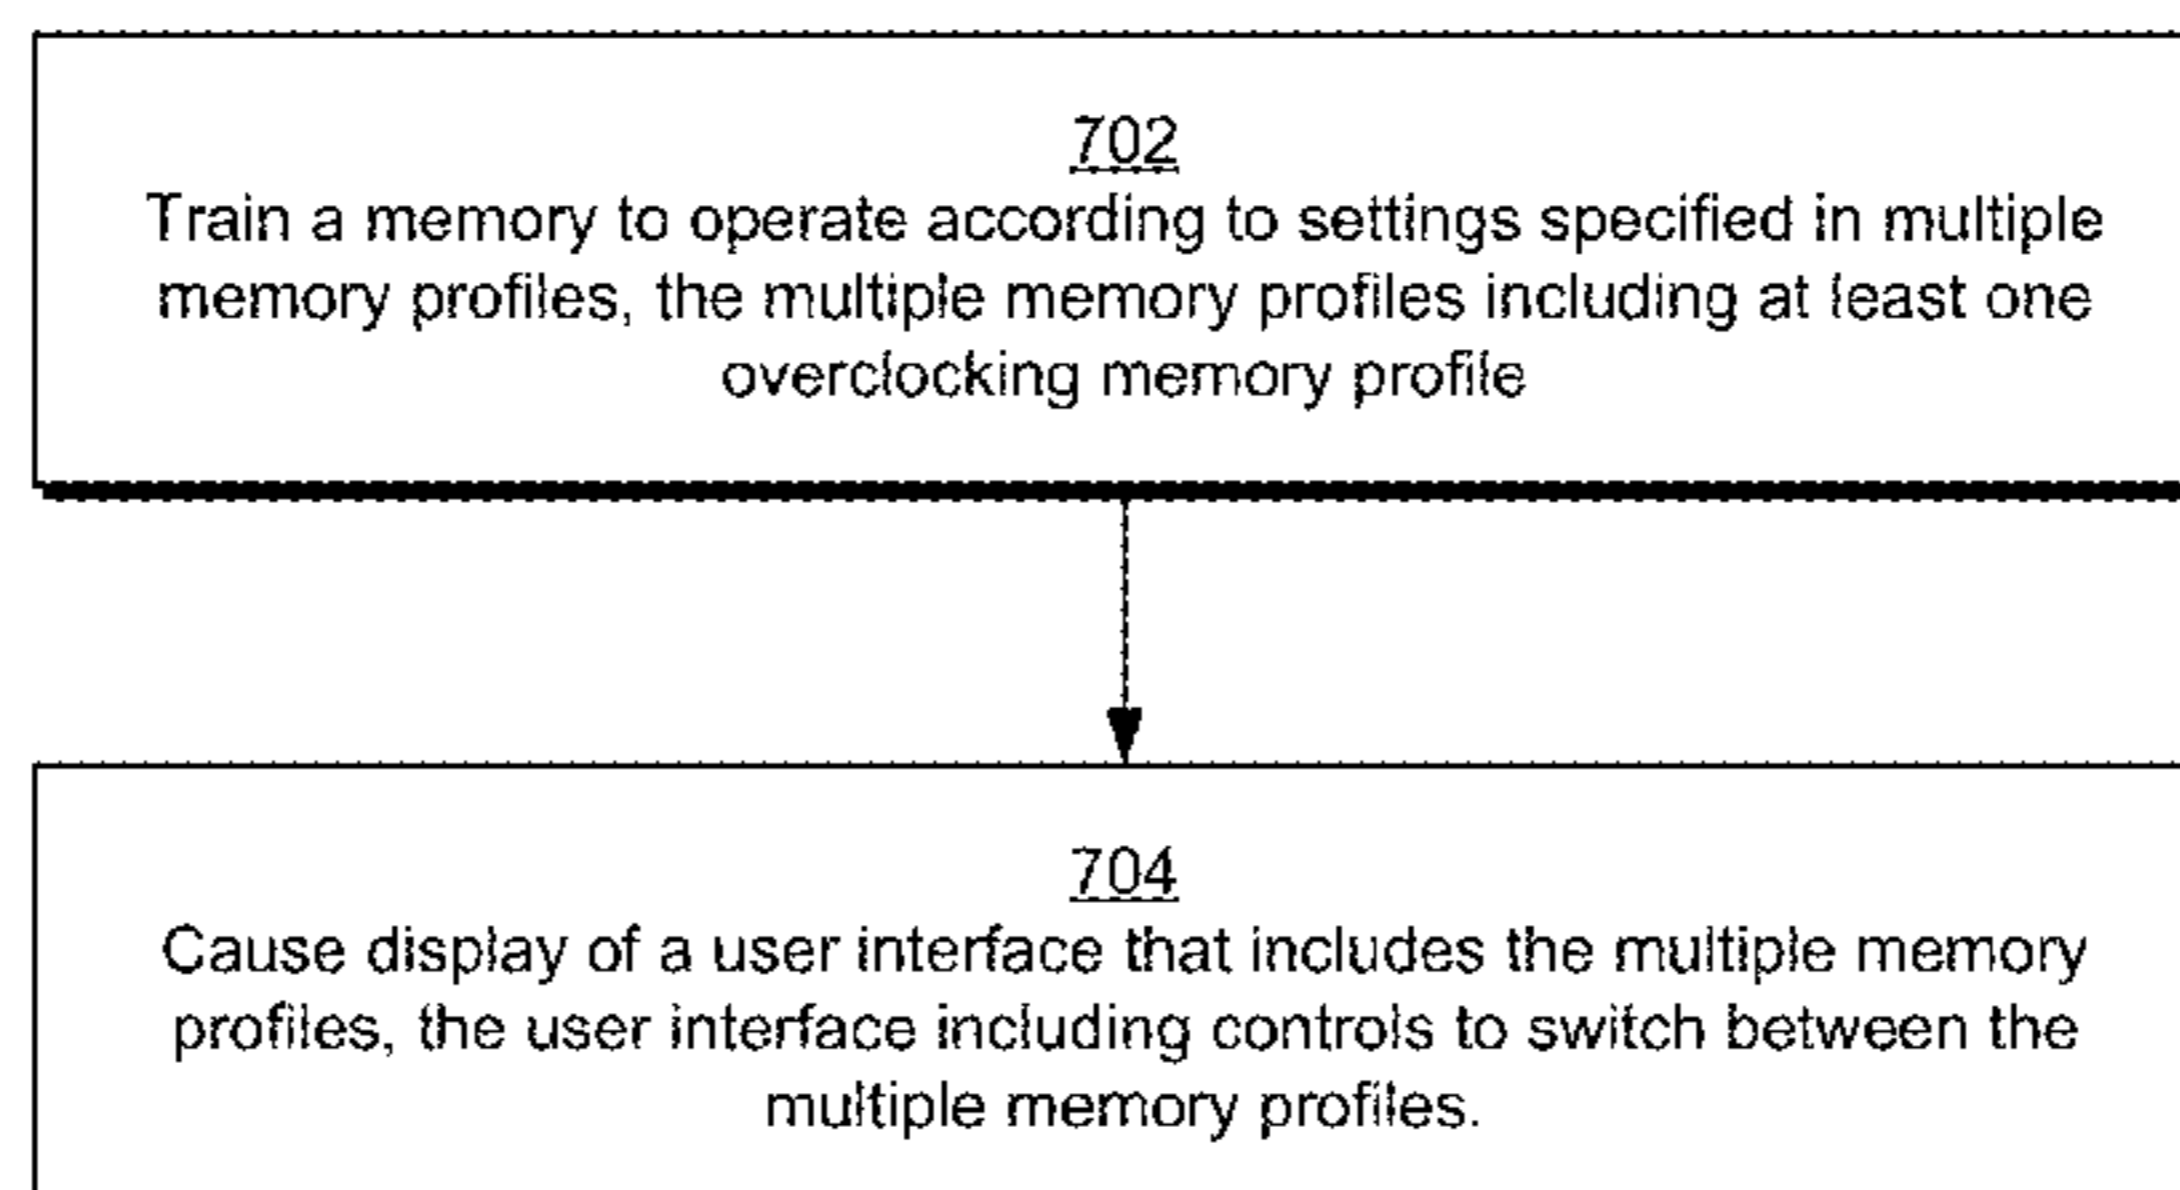 702
Train a memory to operate according to settings specified in multiple
memory profiles, the multiple memory profiles including at least one
overclocking memory profile
704
Cause display of a user interface that includes the multiple memory
profiles, the user interface including controls to switch between the
multiple memory profiles.